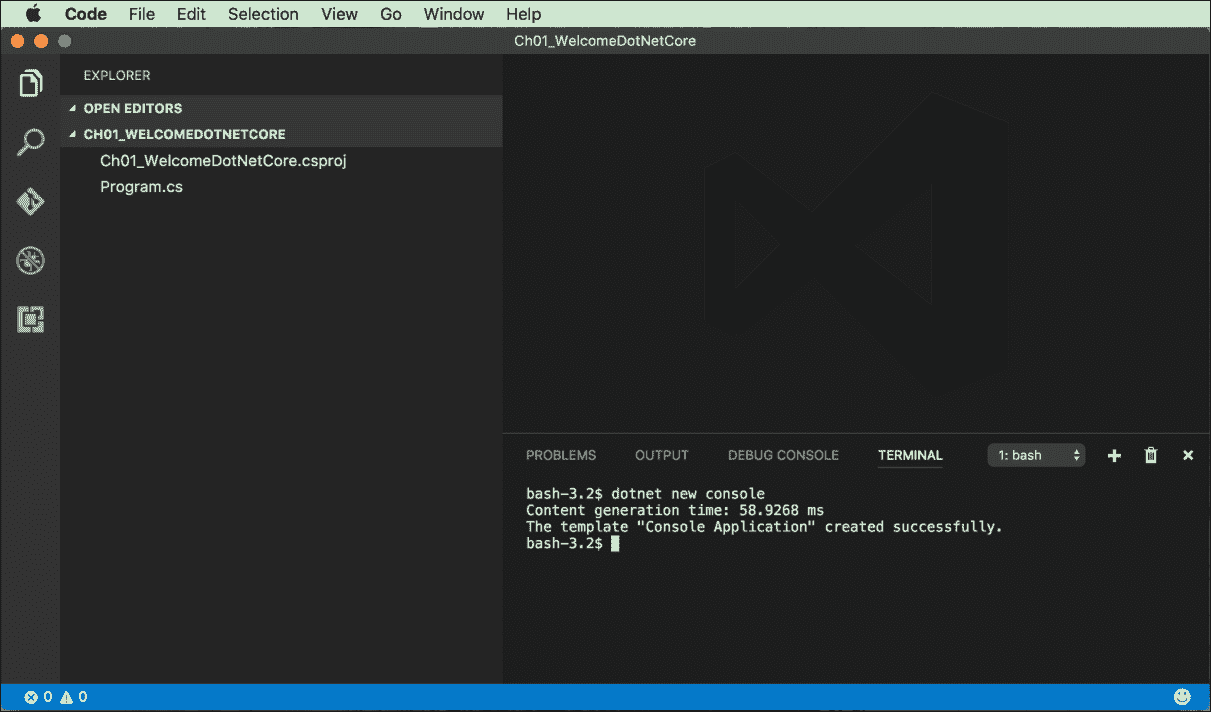 Code File Edit Selection View Go Window Help
Ch01_WelcomeDotNetCore
EXPLORER
OPEN EDITORS
CH01_WELCOMEDOTNETCORE
Ch01_WelcomeDotNetCore.csproj
Program.cs
PROBLEMS OUTPUT DEBUG CONSOLE TERMINAL 1: bash
bash-3.2$ dotnet new console
Content generation time: 58.9268 ms
The template "Console Application" created successfully.
bash-3.2$
0 0